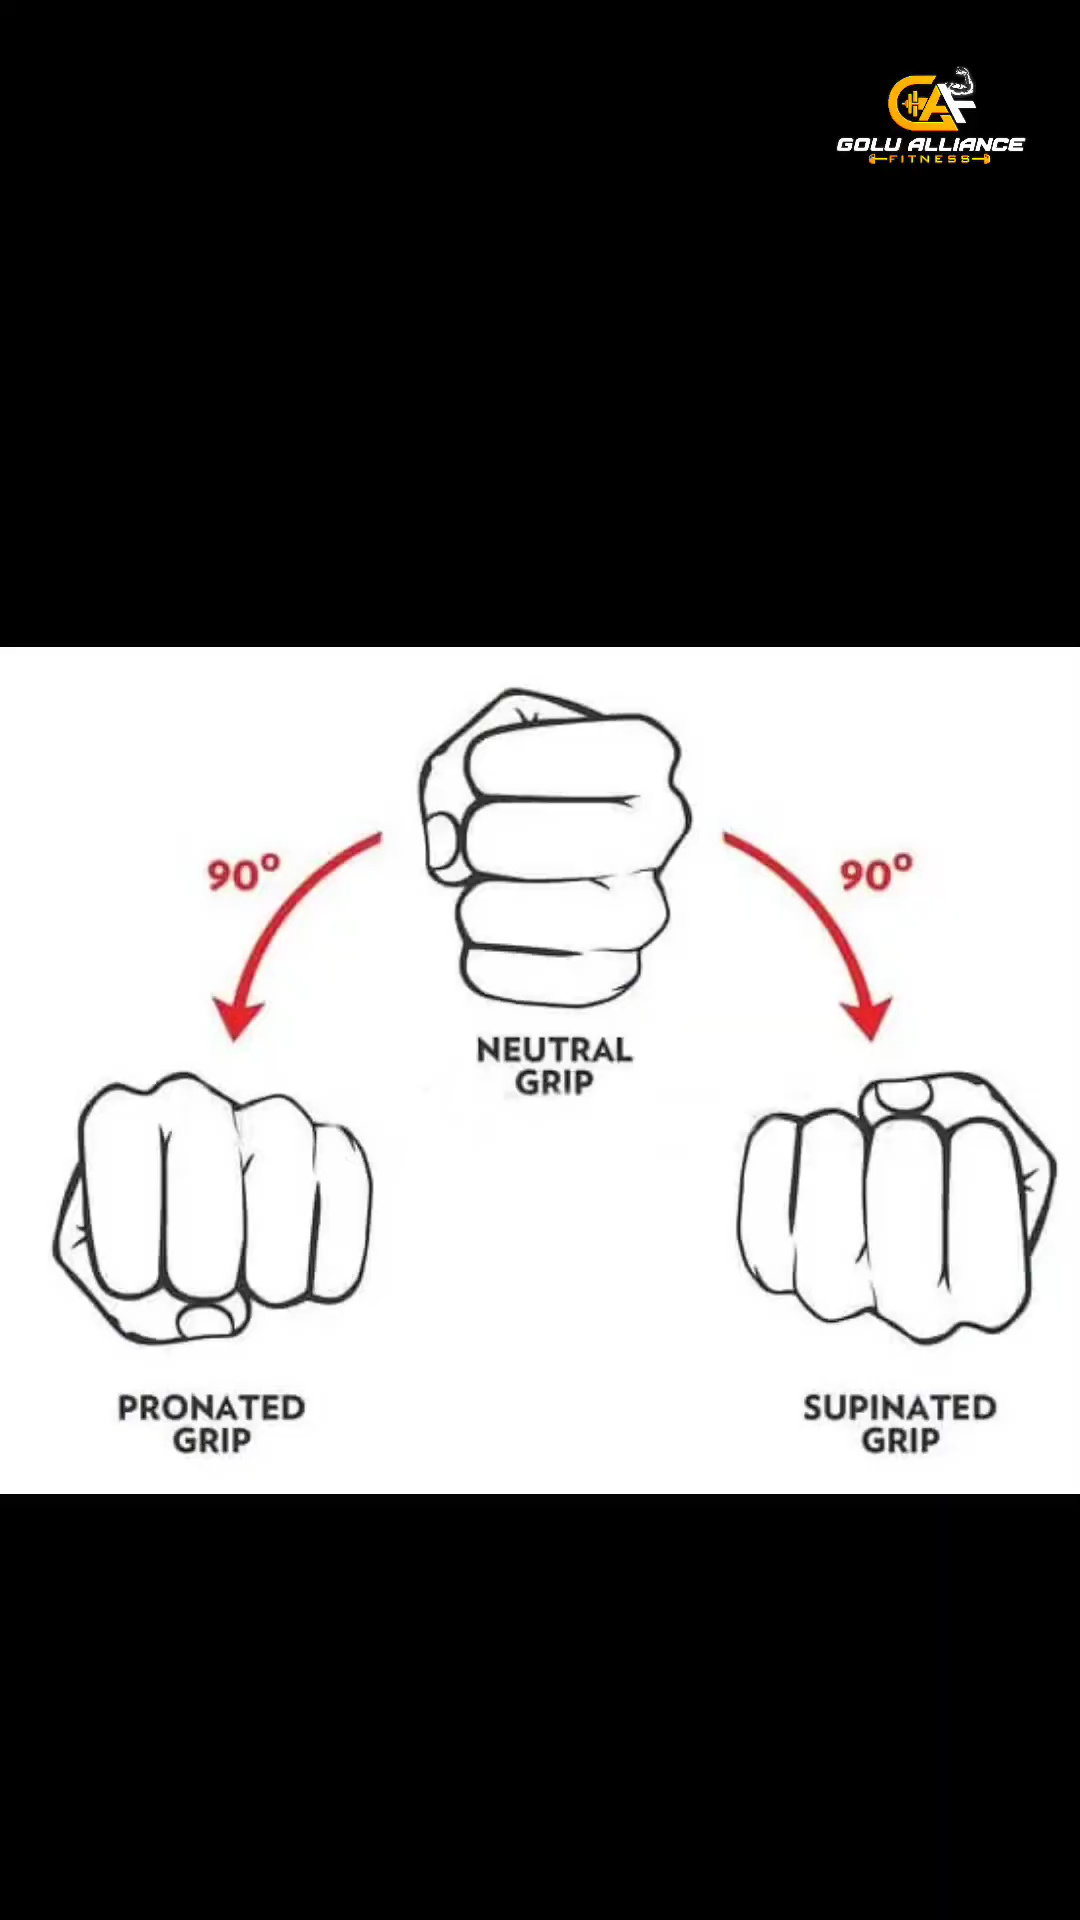 GOLU ALLIANCE
FITNESS
90°
90°
NEUTRAL
GRIP
PRONATED
GRIP
SUPINATED
GRIP